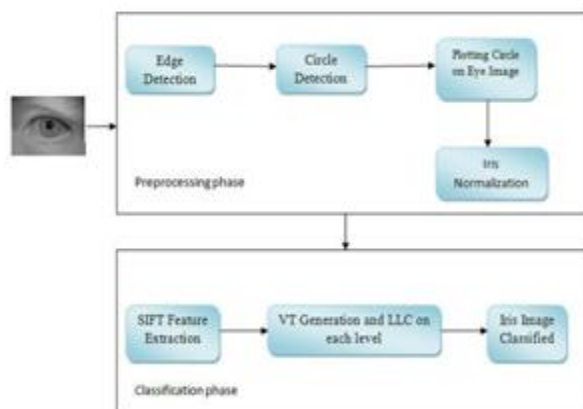 Edge
Detection
Circle
Detection
Plotting Circle
on Eye Image
Iris
Normalization
Preprocessing phase
SIFT Feature
Extraction
VT Generation and LLC on
each level
Iris Image
Classified
Classification phase